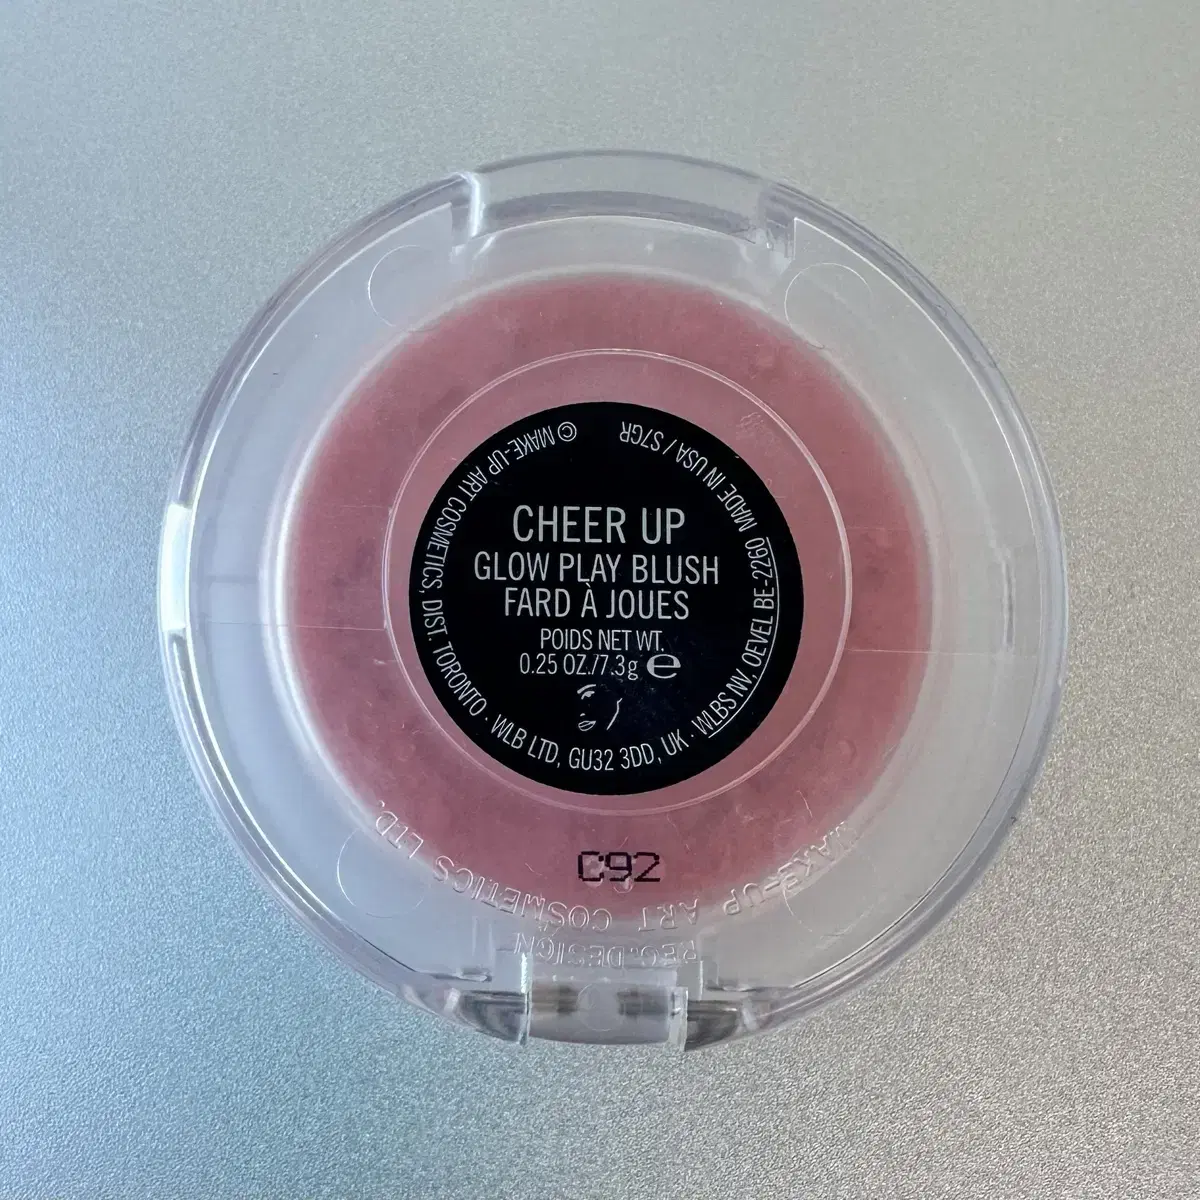 CHEER UP
GLOW PLAY BLUSH
FARD À JOUES
POIDS NET WT.
0.25 OZ./7.3g e
© MAKE-UP ART COSMETICS, DIST. TORONTO · WLB LTD, GU32 3DD, UK · WLBS NV, OEVEL BE-2260 MADE IN USA / S7GR
C92
MAKE-UP ART COSMETICS LTD.
REG.DESIGN